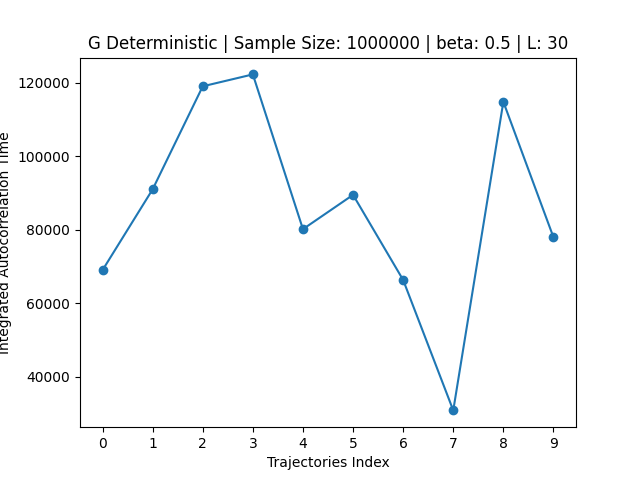 G Deterministic | Sample Size: 1000000 | beta: 0.5 | L: 30
Integrated Autocorrelation Time
120000
100000
80000
60000
40000
0 1 2 3 4 5 6 7 8 9
Trajectories Index